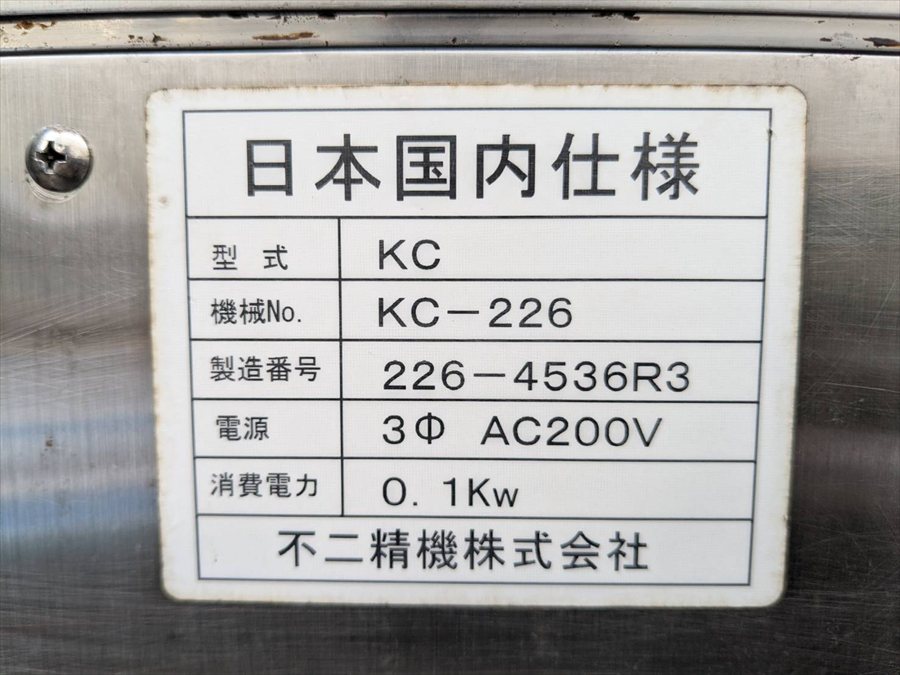 日本国内仕様
型 式 KC
機械No. KC-226
製造番号 226-4536R3
電源 3Φ AC200V
消費電力 0.1Kw
不二精機株式会社